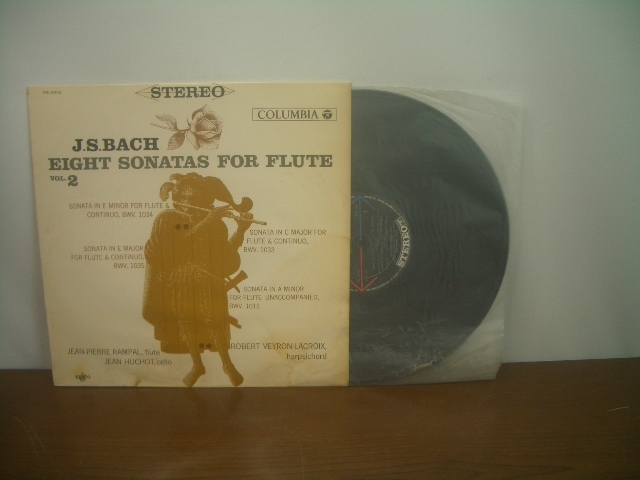 STEREO
COLUMBIA
J.S.BACH
EIGHT SONATAS FOR FLUTE
VOL.2
SONATA IN E MINOR FOR FLUTE &
CONTINUO, BWV. 1034
SONATA IN C MAJOR FOR
FLUTE & CONTINUO,
BWV. 1033
SONATA IN E MAJOR
FOR FLUTE & CONTINUO,
BWV. 1035
SONATA IN A MINOR
FOR FLUTE UNACCOMPANIED,
BWV. 1013
JEAN PIERRE RAMPAL, flute
JEAN HUCHOT, cello
ROBERT VEYRON-LACROIX,
harpsichord
STEREO